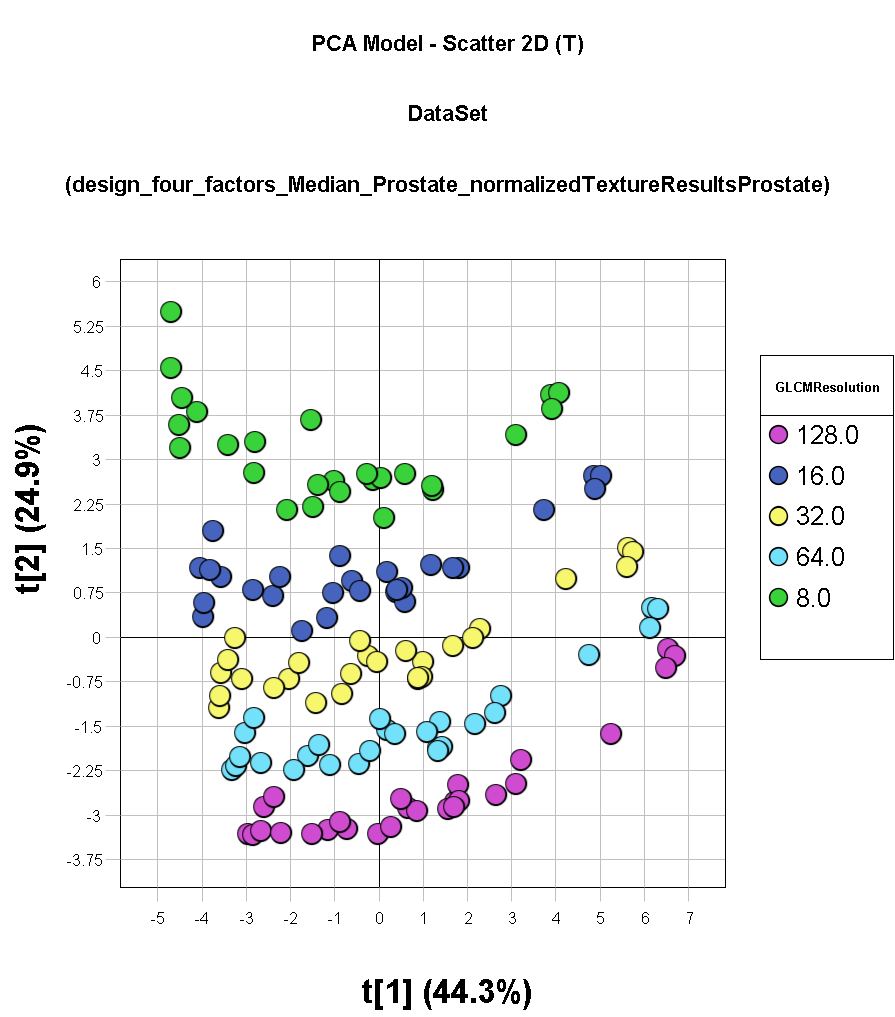 PCA Model - Scatter 2D (T)
DataSet
(design_four_factors_Median_Prostate_normalizedTextureResultsProstate)
t[2] (24.9%)
6
5.25
4.5
3.75
3
2.25
1.5
0.75
0
-0.75
-1.5
-2.25
-3
-3.75
-5 -4 -3 -2 -1 0 1 2 3 4 5 6 7
t[1] (44.3%)
GLCMResolution
128.0
16.0
32.0
64.0
8.0